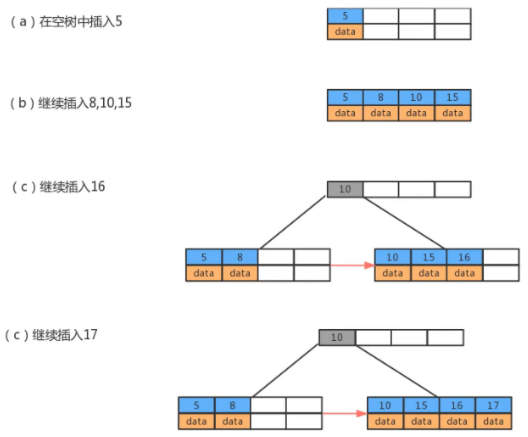 (a)在空树中插入5
5
data
(b)继续插入8,10,15
5 8 10 15
data data data data
(c)继续插入16
10
5 8 10 15 16
data data data data data
(c)继续插入17
10
5 8 10 15 16 17
data data data data data data